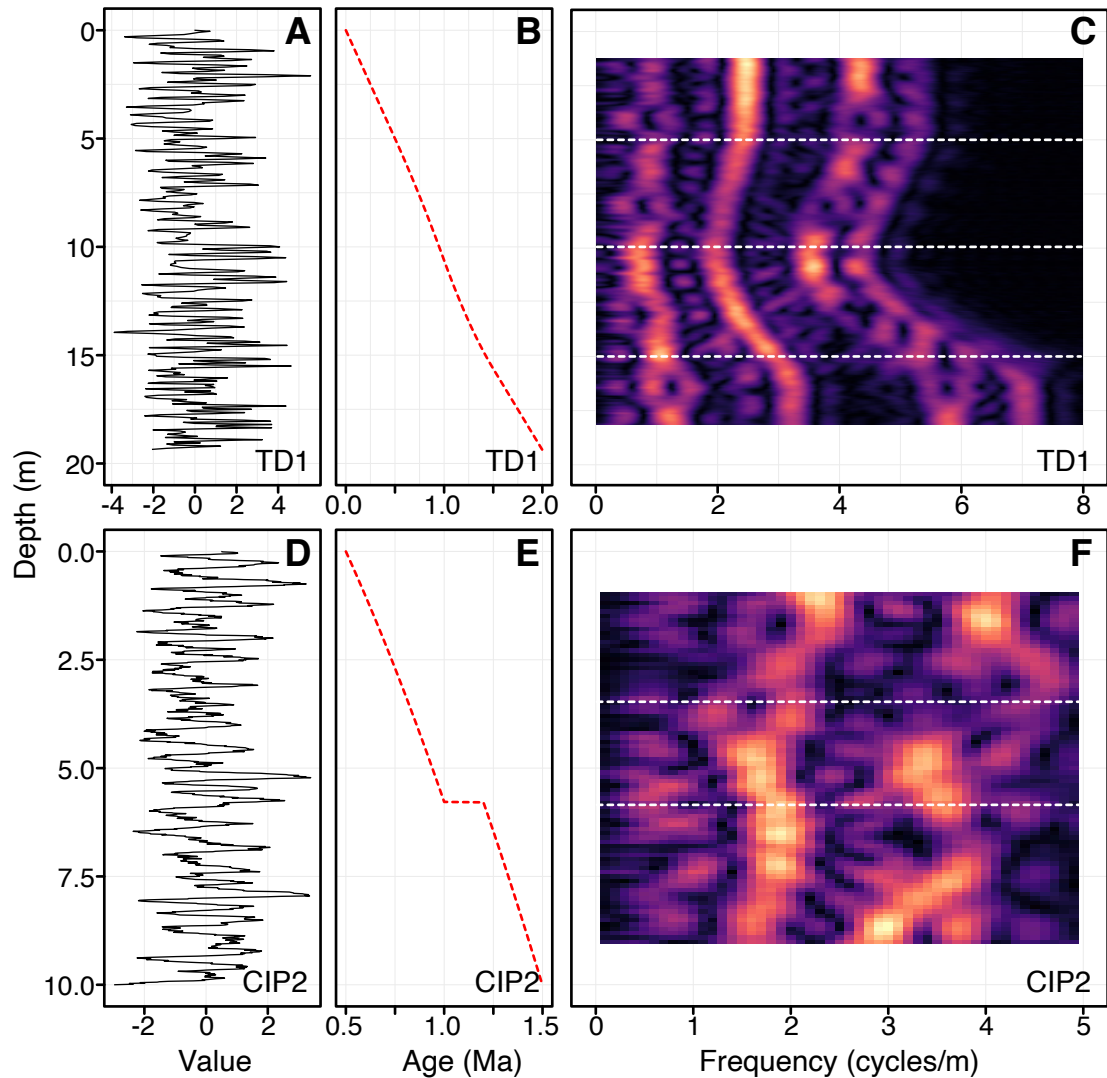 A
B
C
0
5
10
15
20
TD1
TD1
TD1
-4 -2 0 2 4
0.0 1.0 2.0
0 2 4 6 8
Depth (m)
D
E
F
0.0
2.5
5.0
7.5
10.0
CIP2
CIP2
CIP2
-2 0 2
0.5 1.0 1.5
0 1 2 3 4 5
Value
Age (Ma)
Frequency (cycles/m)